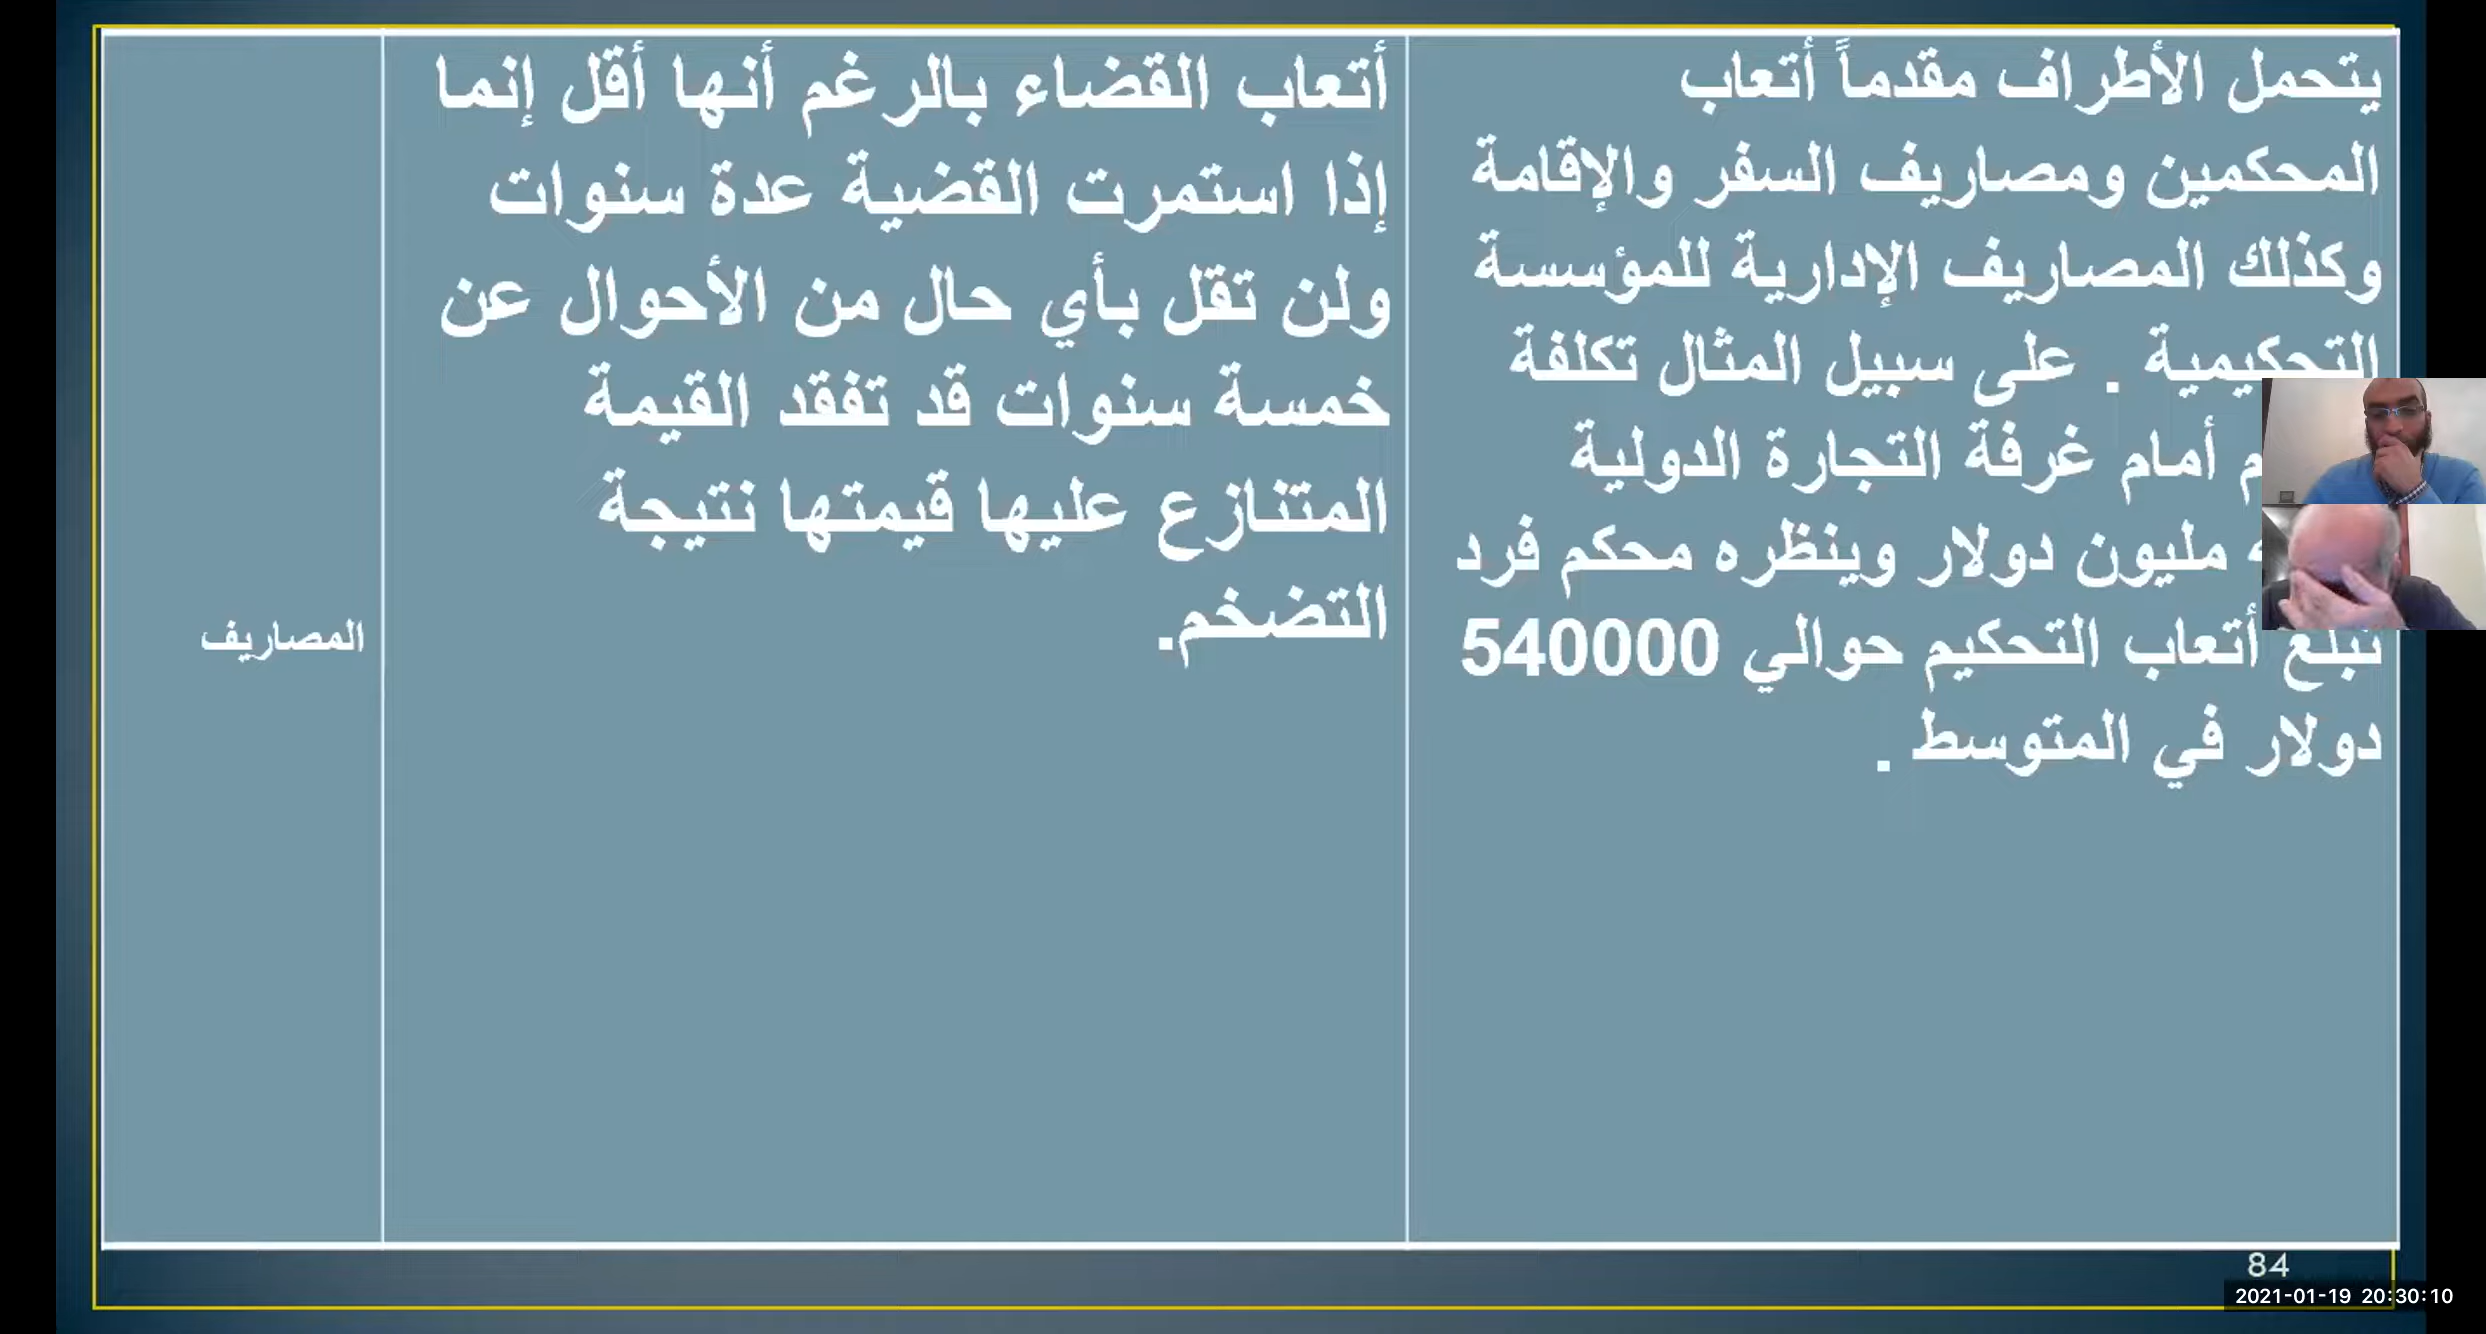 يتحمل الأطراف مقدماً أتعاب
المحكمين ومصاريف السفر والإقامة
وكذلك المصاريف الإدارية للمؤسسة
التحكيمية . على سبيل المثال تكلفة
أمام غرفة التجارة الدولية
مليون دولار وينظره محكم فرد
تبلغ أتعاب التحكيم حوالي 540000
دولار في المتوسط .
أتعاب القضاء بالرغم أنها أقل إنما
إذا استمرت القضية عدة سنوات
ولن تقل بأي حال من الأحوال عن
خمسة سنوات قد تفقد القيمة
المتنازع عليها قيمتها نتيجة
التضخم.
المصاريف
84
2021-01-19 20:30:10